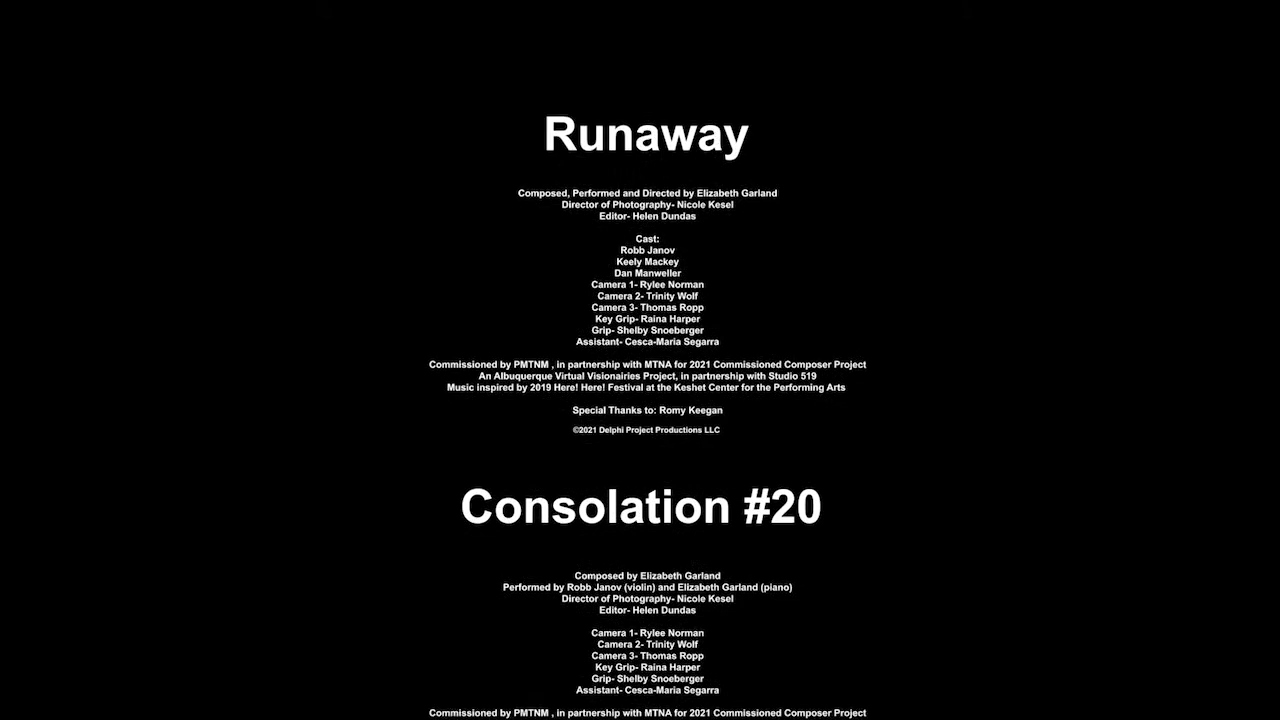 Runaway
Composed, Performed and Directed by Elizabeth Garland
Director of Photography- Nicole Kesel
Editor- Helen Dundas
Cast:
Robb Janov
Keely Mackey
Dan Manweller
Camera 1- Rylee Norman
Camera 2- Trinity Wolf
Camera 3- Thomas Ropp
Key Grip- Raina Harper
Grip- Shelby Snoeberger
Assistant- Cesca-Maria Segarra
Commissioned by PMTNM , in partnership with MTNA for 2021 Commissioned Composer Project
An Albuquerque Virtual Visionairies Project, in partnership with Studio 519
Music inspired by 2019 Here! Here! Festival at the Keshet Center for the Performing Arts
Special Thanks to: Romy Keegan
©2021 Delphi Project Productions LLC
Consolation #20
Composed by Elizabeth Garland
Performed by Robb Janov (violin) and Elizabeth Garland (piano)
Director of Photography- Nicole Kesel
Editor- Helen Dundas
Camera 1- Rylee Norman
Camera 2- Trinity Wolf
Camera 3- Thomas Ropp
Key Grip- Raina Harper
Grip- Shelby Snoeberger
Assistant- Cesca-Maria Segarra
Commissioned by PMTNM , in partnership with MTNA for 2021 Commissioned Composer Project